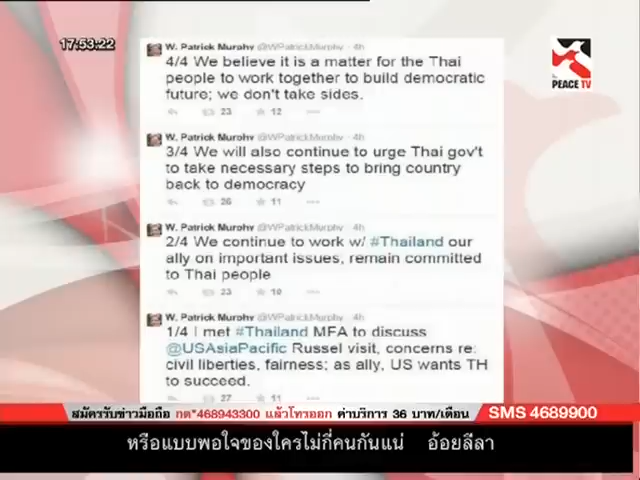 17:53:22
PEACE TV
W. Patrick Murphy @WPatrickMurphy · 4h
4/4 We believe it is a matter for the Thai
people to work together to build democratic
future; we don't take sides.
23 12
W. Patrick Murphy @WPatrickMurphy · 4h
3/4 We will also continue to urge Thai gov't
to take necessary steps to bring country
back to democracy
26 11
W. Patrick Murphy @WPatrickMurphy · 4h
2/4 We continue to work w/ #Thailand our
ally on important issues, remain committed
to Thai people
23 10
W. Patrick Murphy @WPatrickMurphy · 4h
1/4 I met #Thailand MFA to discuss
@USAsiaPacific Russel visit, concerns re:
civil liberties, fairness; as ally, US wants TH
to succeed.
27 11
สมัครรับข่าวมือถือ กด*468943300 แล้วโทรออก ค่าบริการ 36 บาท/เดือน SMS 4689900
หรือแบบพอใจของใครไม่กี่คนกันแน่ อ้อยลีลา